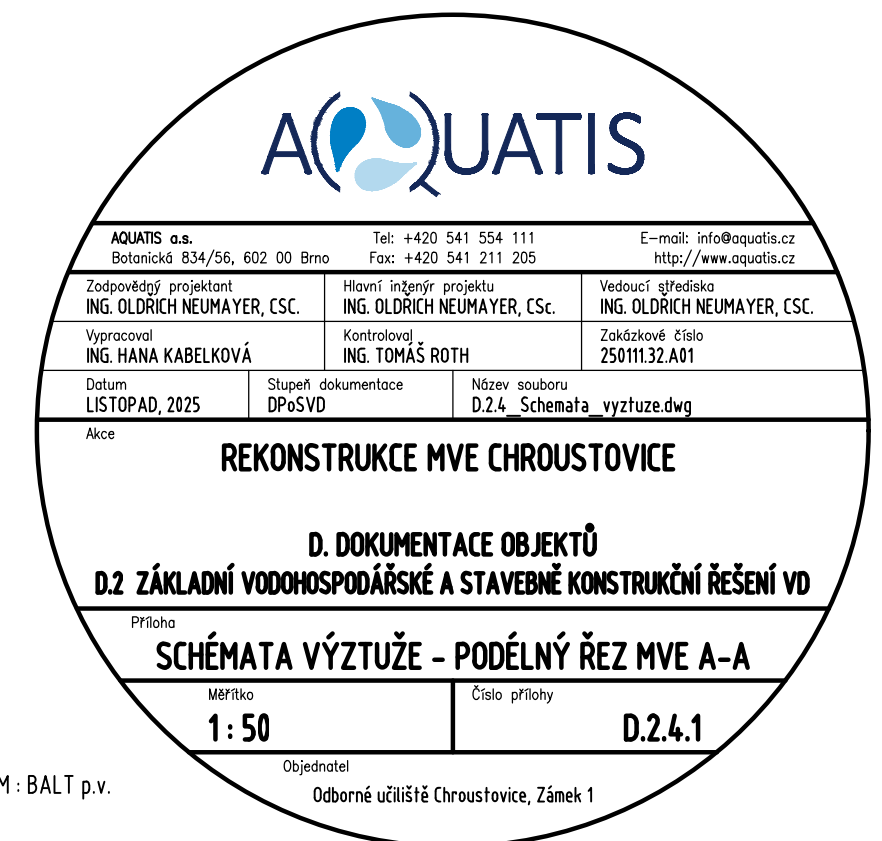 AQUATIS
AQUATIS a.s. Tel: +420 541 554 111 E-mail: info@aquatis.cz
Botanická 834/56, 602 00 Brno Fax: +420 541 211 205 http://www.aquatis.cz
Zodpovědný projektant Hlavní inženýr projektu Vedoucí střediska
ING. OLDŘICH NEUMAYER, CSC. ING. OLDŘICH NEUMAYER, CSc. ING. OLDŘICH NEUMAYER, CSC.
Vypracoval Kontroloval Zakázkové číslo
ING. HANA KABELKOVÁ ING. TOMÁŠ ROTH 250111.32.A01
Datum Stupeň dokumentace Název souboru
LISTOPAD, 2025 DPoSVD D.2.4_Schemata_vyztuze.dwg
Akce
REKONSTRUKCE MVE CHROUSTOVICE
D. DOKUMENTACE OBJEKTŮ
D.2 ZÁKLADNÍ VODOHOSPODÁŘSKÉ A STAVEBNĚ KONSTRUKČNÍ ŘEŠENÍ VD
Příloha
SCHÉMATA VÝZTUŽE - PODÉLNÝ ŘEZ MVE A-A
Měřítko Číslo přílohy
1 : 50 D.2.4.1
Objednatel
M : BALT p.v.
Odborné učiliště Chroustovice, Zámek 1